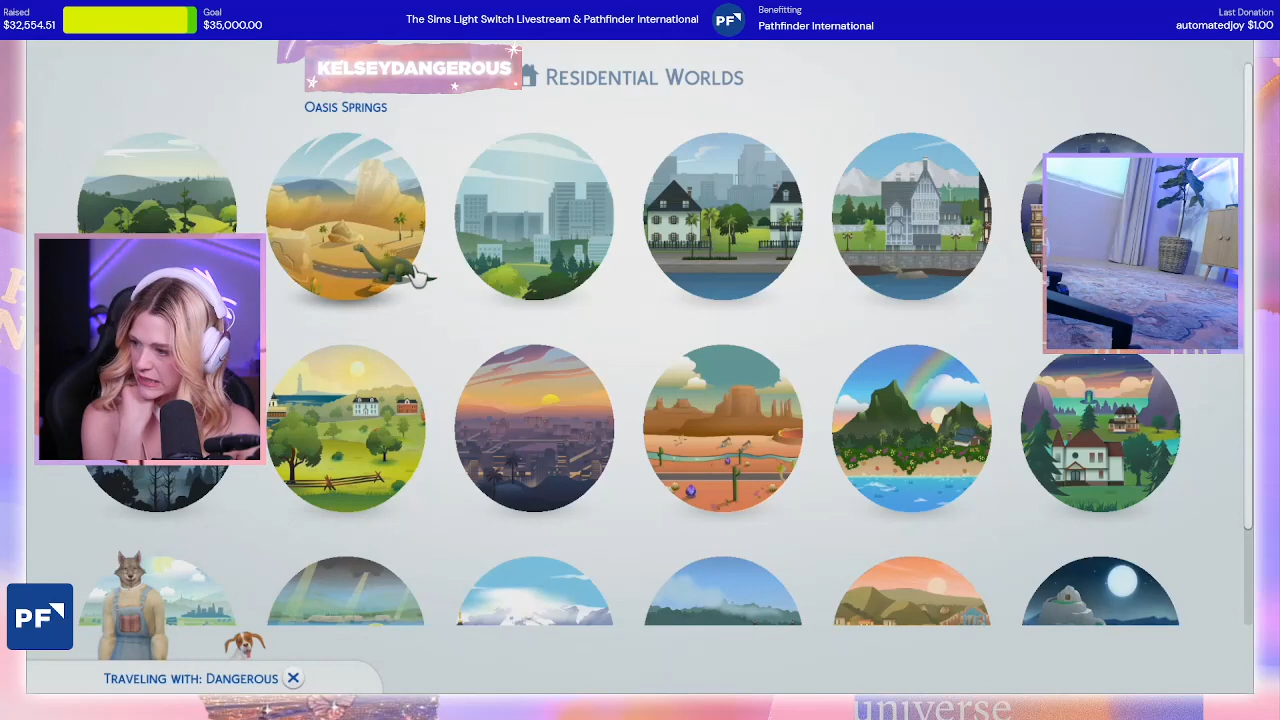 Raised
$32,554.51
Goal
$35,000.00
The Sims Light Switch Livestream & Pathfinder International
PF
Benefitting
Pathfinder International
Last Donation
automatedjoy $1.00
KELSEYDANGEROUS
RESIDENTIAL WORLDS
OASIS SPRINGS
PF
TRAVELING WITH: DANGEROUS
universe